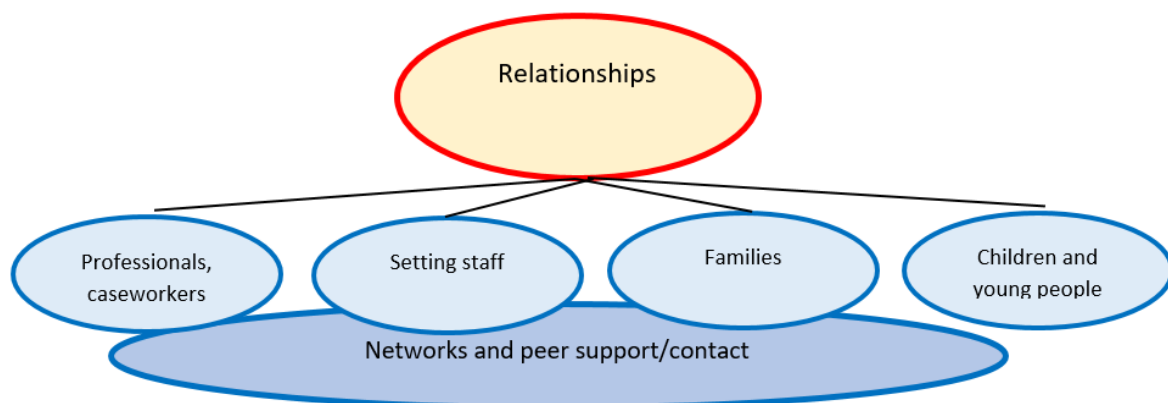 Relationships
Professionals,
caseworkers
Setting staff
Families
Children and
young people
Networks and peer support/contact